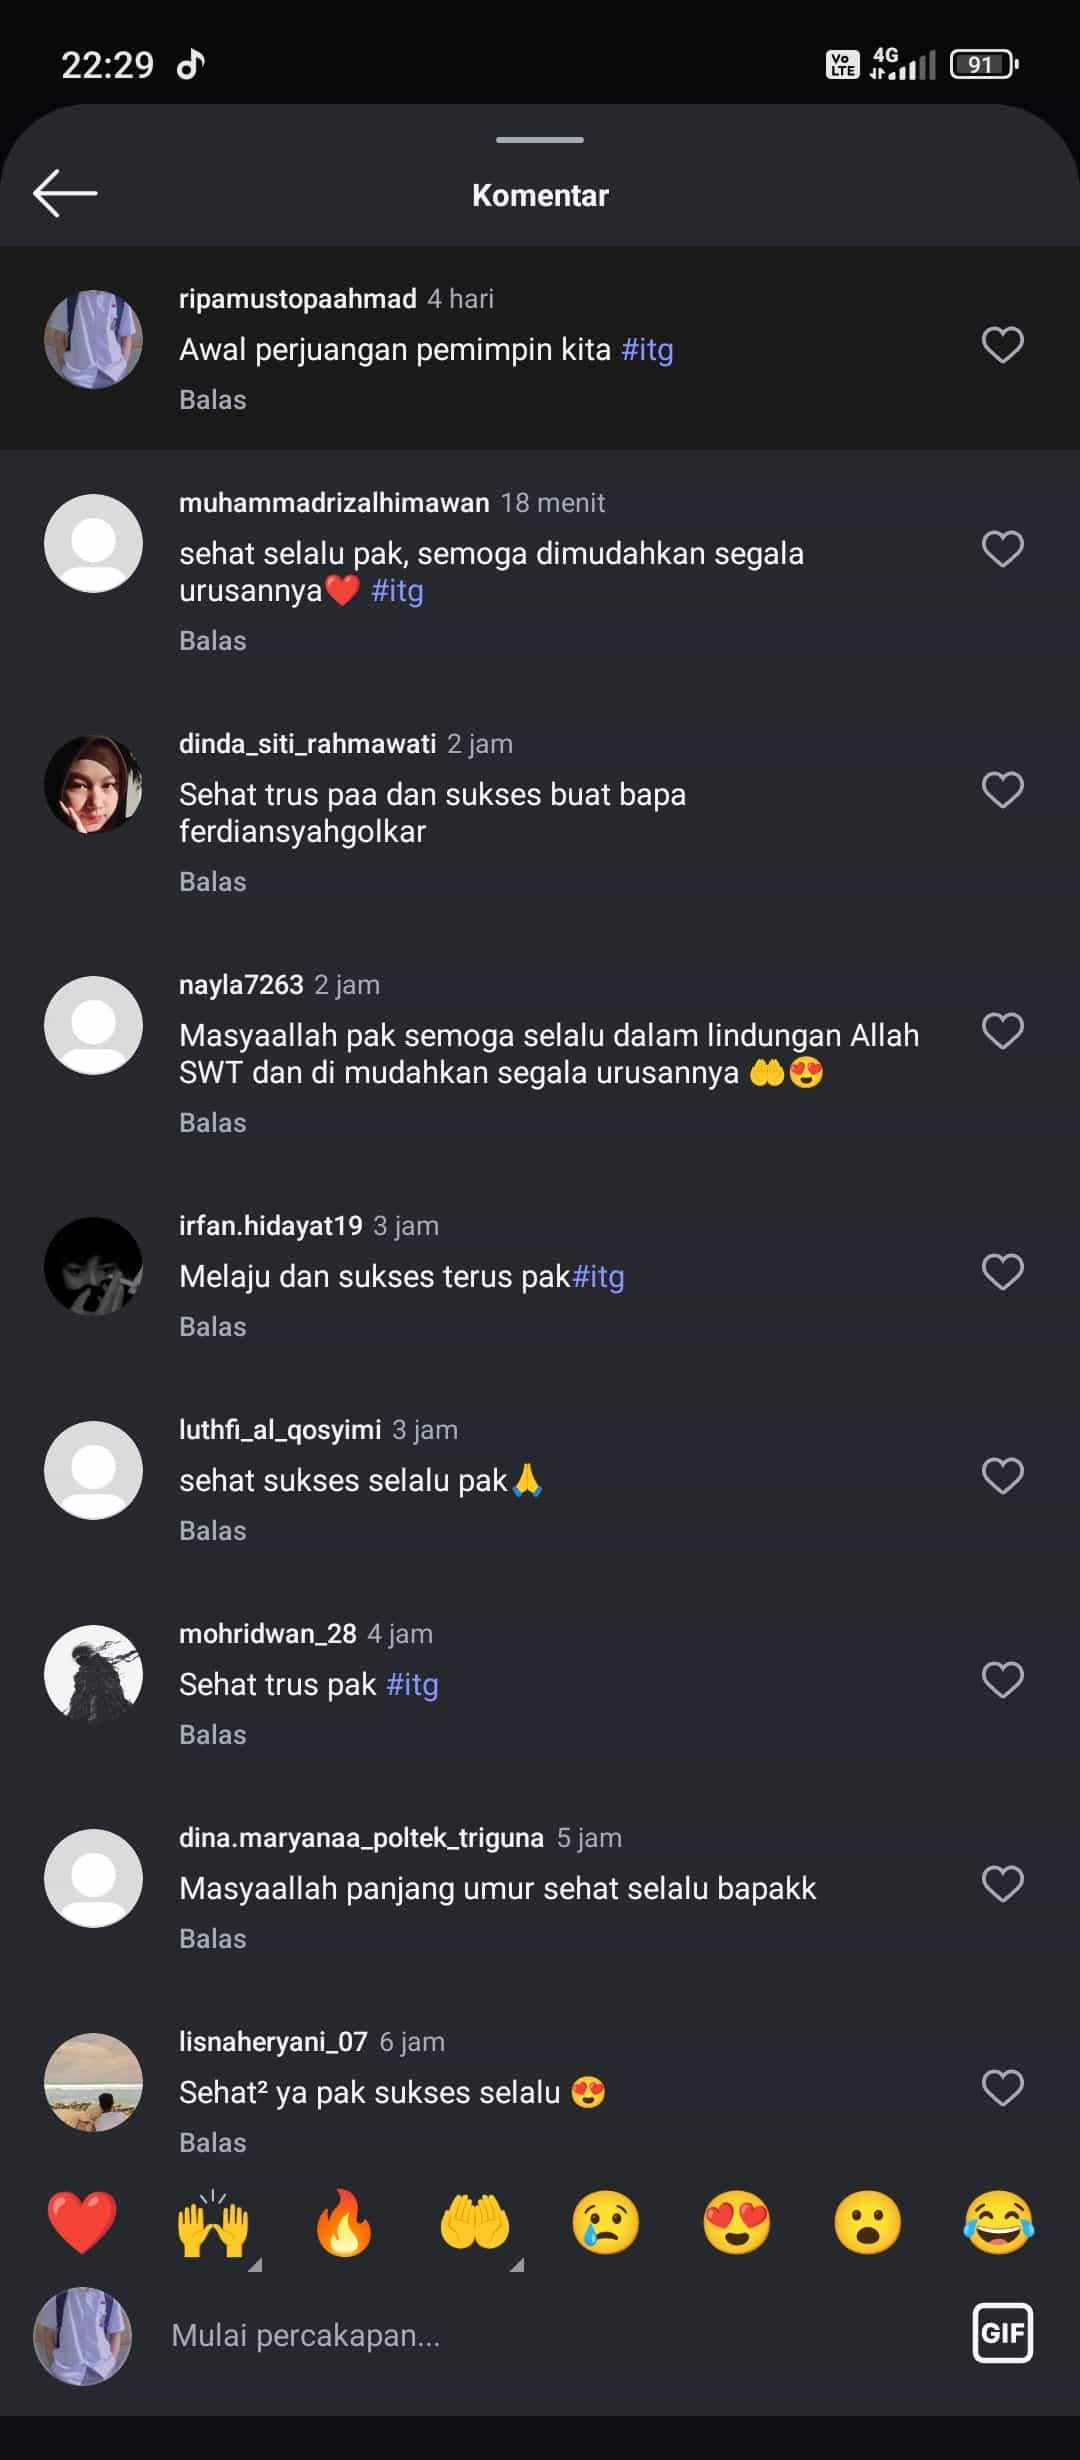 22:29
Vo LTE 4G 91
Komentar
ripamustopaahmad 4 hari
Awal perjuangan pemimpin kita #itg
Balas
muhammadrizalhimawan 18 menit
sehat selalu pak, semoga dimudahkan segala
urusannya❤️ #itg
Balas
dinda_siti_rahmawati 2 jam
Sehat trus paa dan sukses buat bapa
ferdiansyahgolkar
Balas
nayla7263 2 jam
Masyaallah pak semoga selalu dalam lindungan Allah
SWT dan di mudahkan segala urusannya 🤲😍
Balas
irfan.hidayat19 3 jam
Melaju dan sukses terus pak#itg
Balas
luthfi_al_qosyimi 3 jam
sehat sukses selalu pak🙏
Balas
mohridwan_28 4 jam
Sehat trus pak #itg
Balas
dina.maryanaa_poltek_triguna 5 jam
Masyaallah panjang umur sehat selalu bapakk
Balas
lisnaheryani_07 6 jam
Sehat² ya pak sukses selalu 😍
Balas
❤️ 🙌 🔥 🤲 😢 😍 😮 😂
Mulai percakapan...
GIF